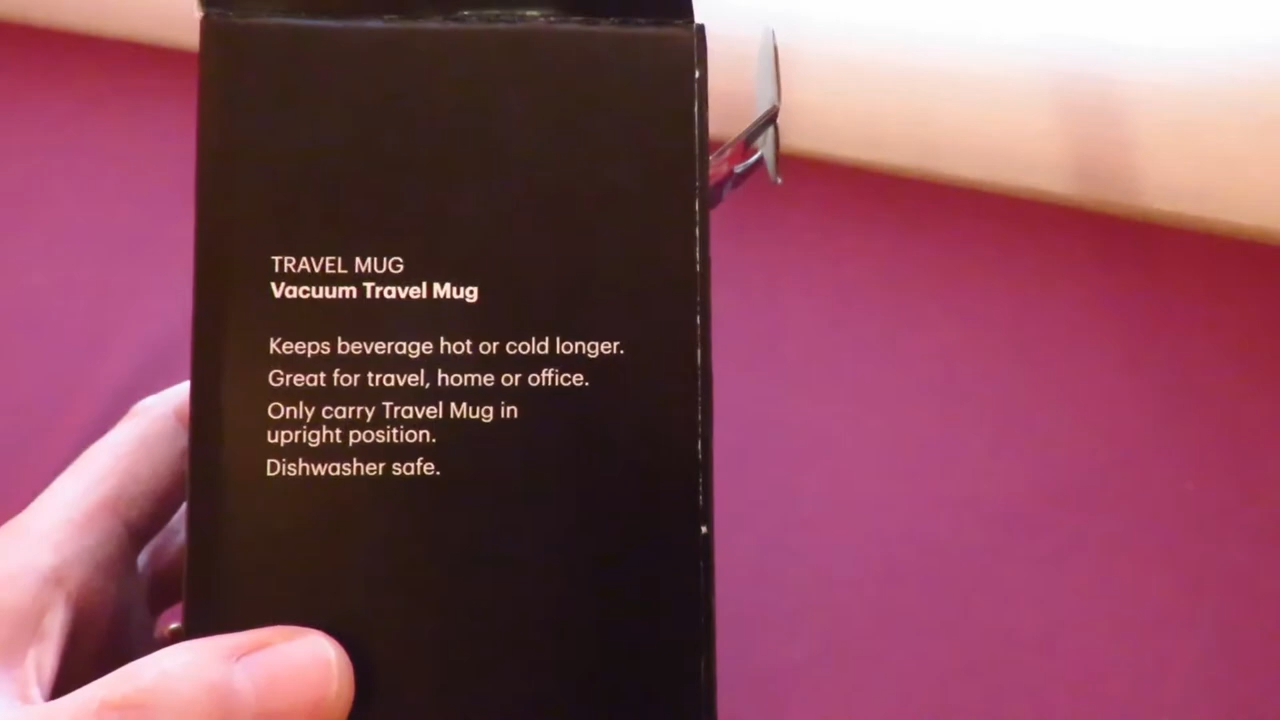 TRAVEL MUG
Vacuum Travel Mug
Keeps beverage hot or cold longer.
Great for travel, home or office.
Only carry Travel Mug in
upright position.
Dishwasher safe.